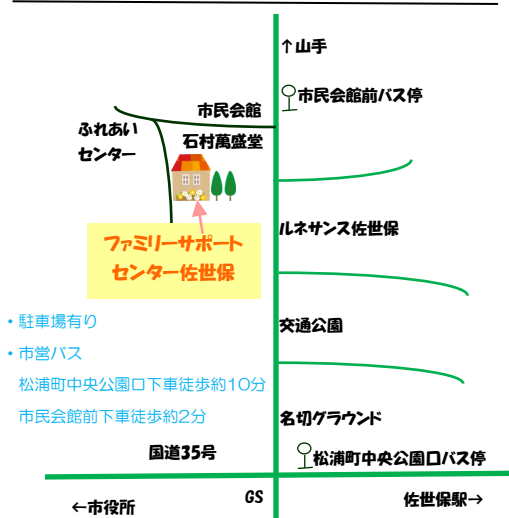 ↑山手
市民会館前バス停
市民会館
ふれあい
センター
石村萬盛堂
ファミリーサポート
センター佐世保
ルネサンス佐世保
・駐車場有り
・市営バス
松浦町中央公園口下車徒歩約10分
市民会館前下車徒歩約2分
交通公園
名切グラウンド
国道35号
松浦町中央公園口バス停
←市役所
GS
佐世保駅→